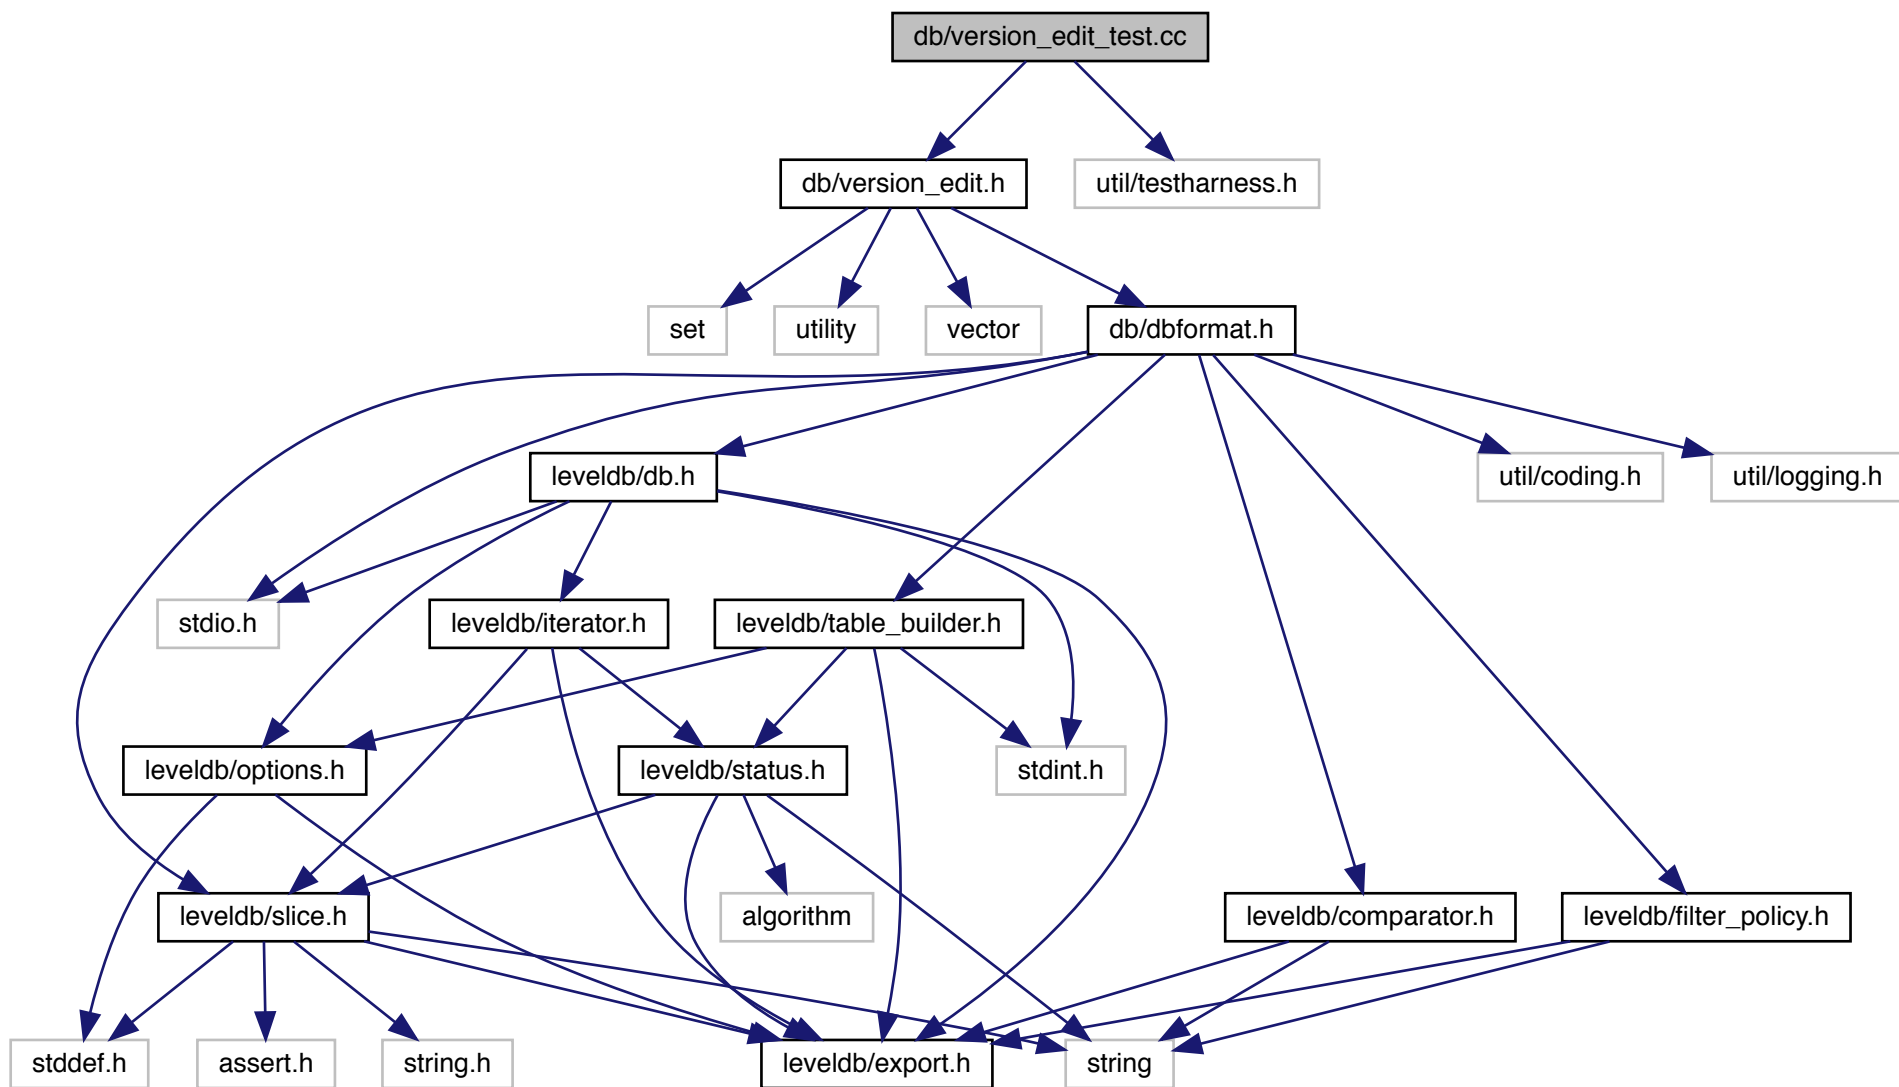 db/version_edit_test.cc
db/version_edit.h
util/testharness.h
set
utility
vector
db/dbformat.h
leveldb/db.h
util/coding.h
util/logging.h
stdio.h
leveldb/iterator.h
leveldb/table_builder.h
leveldb/options.h
leveldb/status.h
stdint.h
leveldb/slice.h
algorithm
leveldb/comparator.h
leveldb/filter_policy.h
stddef.h
assert.h
string.h
leveldb/export.h
string